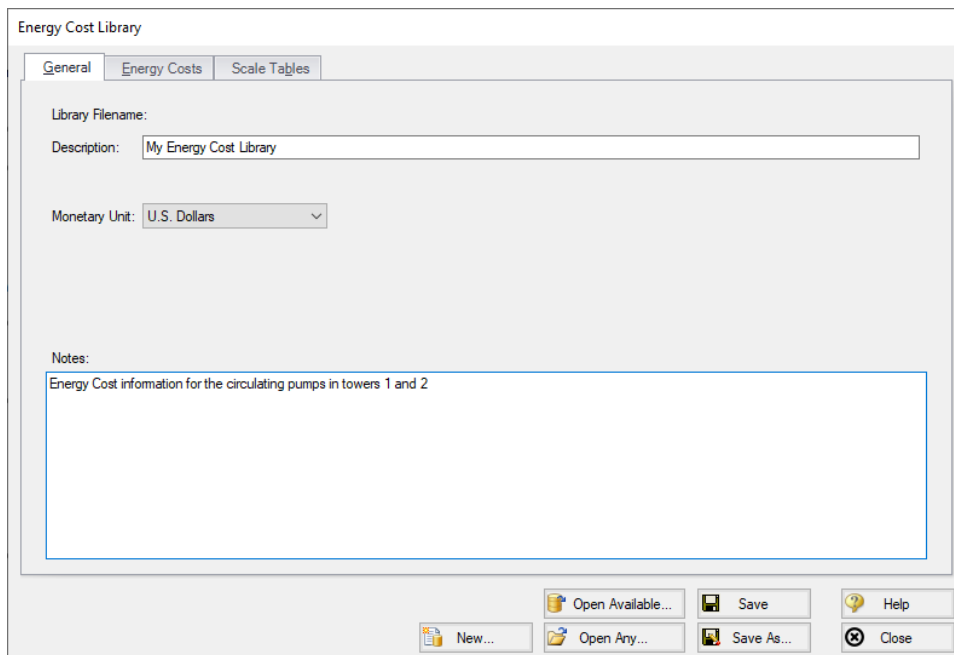 Energy Cost Library
General Energy Costs Scale Tables
Library Filename:
Description: My Energy Cost Library
Monetary Unit: U.S. Dollars
Notes:
Energy Cost information for the circulating pumps in towers 1 and 2
Open Available... Save Help
New... Open Any... Save As... Close